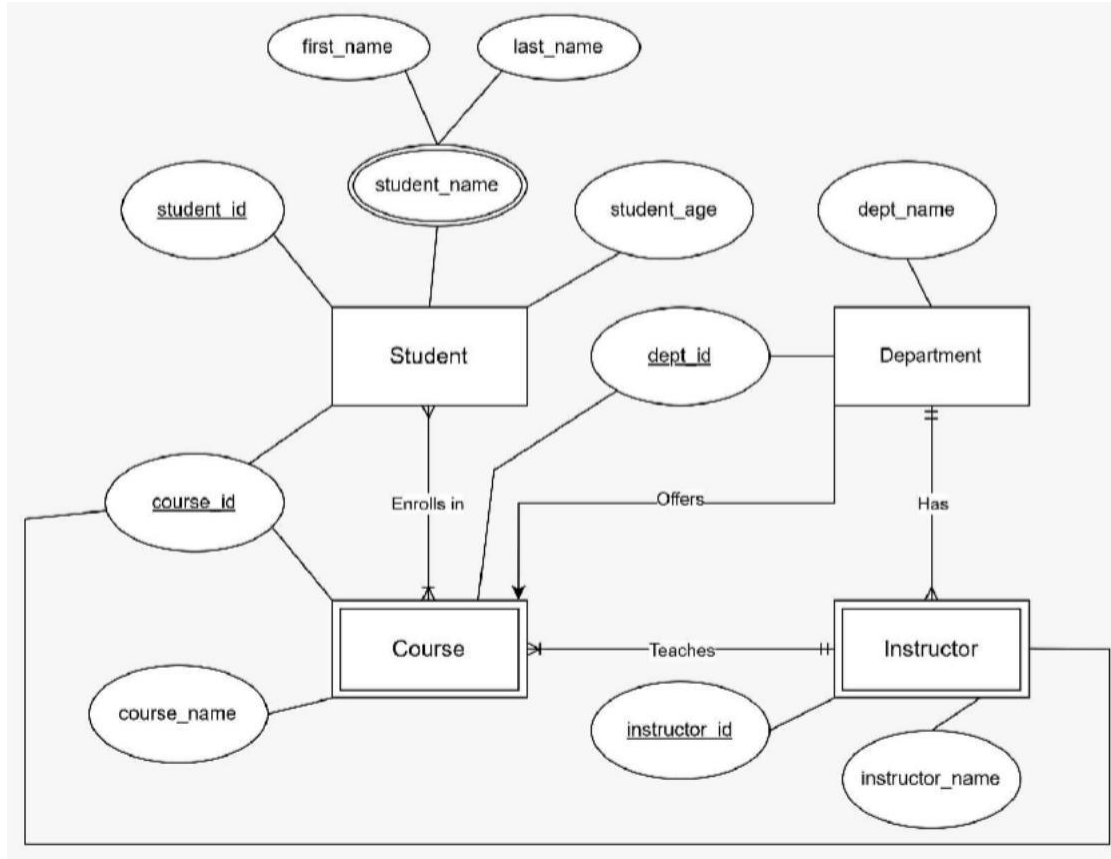 first_name
last_name
student_name
student_id
student_age
dept_name
Student
dept_id
Department
course_id
Enrolls in
Offers
Has
Course
Teaches
Instructor
course_name
instructor_id
instructor_name